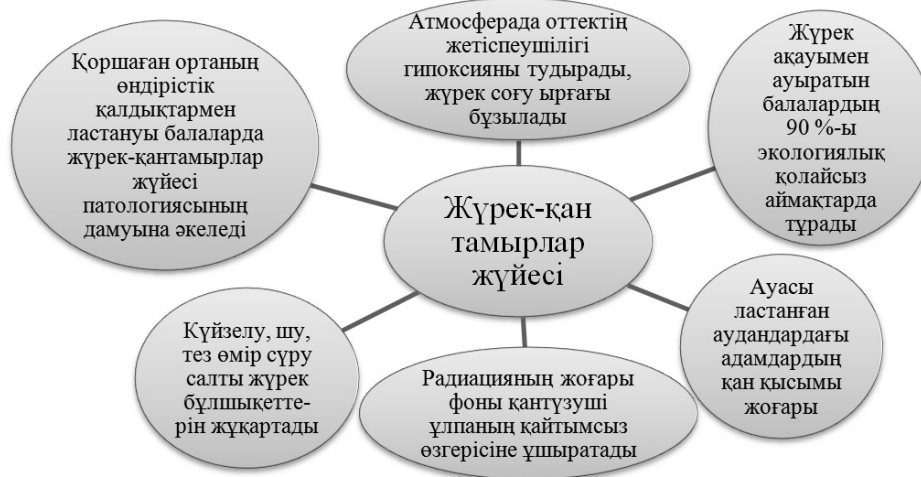 Атмосферада оттектің
жетіспеушілігі
гипоксияны тудырады,
жүрек соғу ырғағы
бұзылады
Қоршаған ортаның
өндірістік
қалдықтармен
ластануы балаларда
жүрек-қантамырлар
жүйесі
патологиясының
дамуына әкеледі
Жүрек
ақауымен
ауыратын
балалардың
90 %-ы
экологиялық
қолайсыз
аймақтарда
тұрады
Жүрек-қан
тамырлар
жүйесі
Күйзелу, шу,
тез өмір сүру
салты жүрек
бұлшықетте-
рін жұқартады
Радиацияның жоғары
фоны қантүзуші
ұлпаның қайтымсыз
өзгерісіне ұшыратады
Ауасы
ластанған
аудандардағы
адамдардың
қан қысымы
жоғары